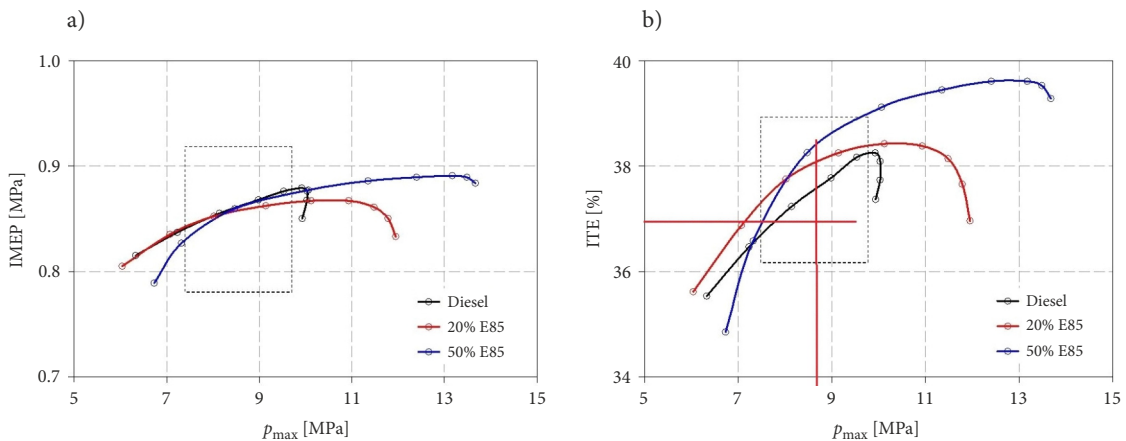 a)
IMEP [MPa]
1.0
0.9
0.8
0.7
Diesel
20% E85
50% E85
5 7 9 11 13 15
pmax [MPa]
b)
ITE [%]
40
38
36
34
Diesel
20% E85
50% E85
5 7 9 11 13 15
pmax [MPa]